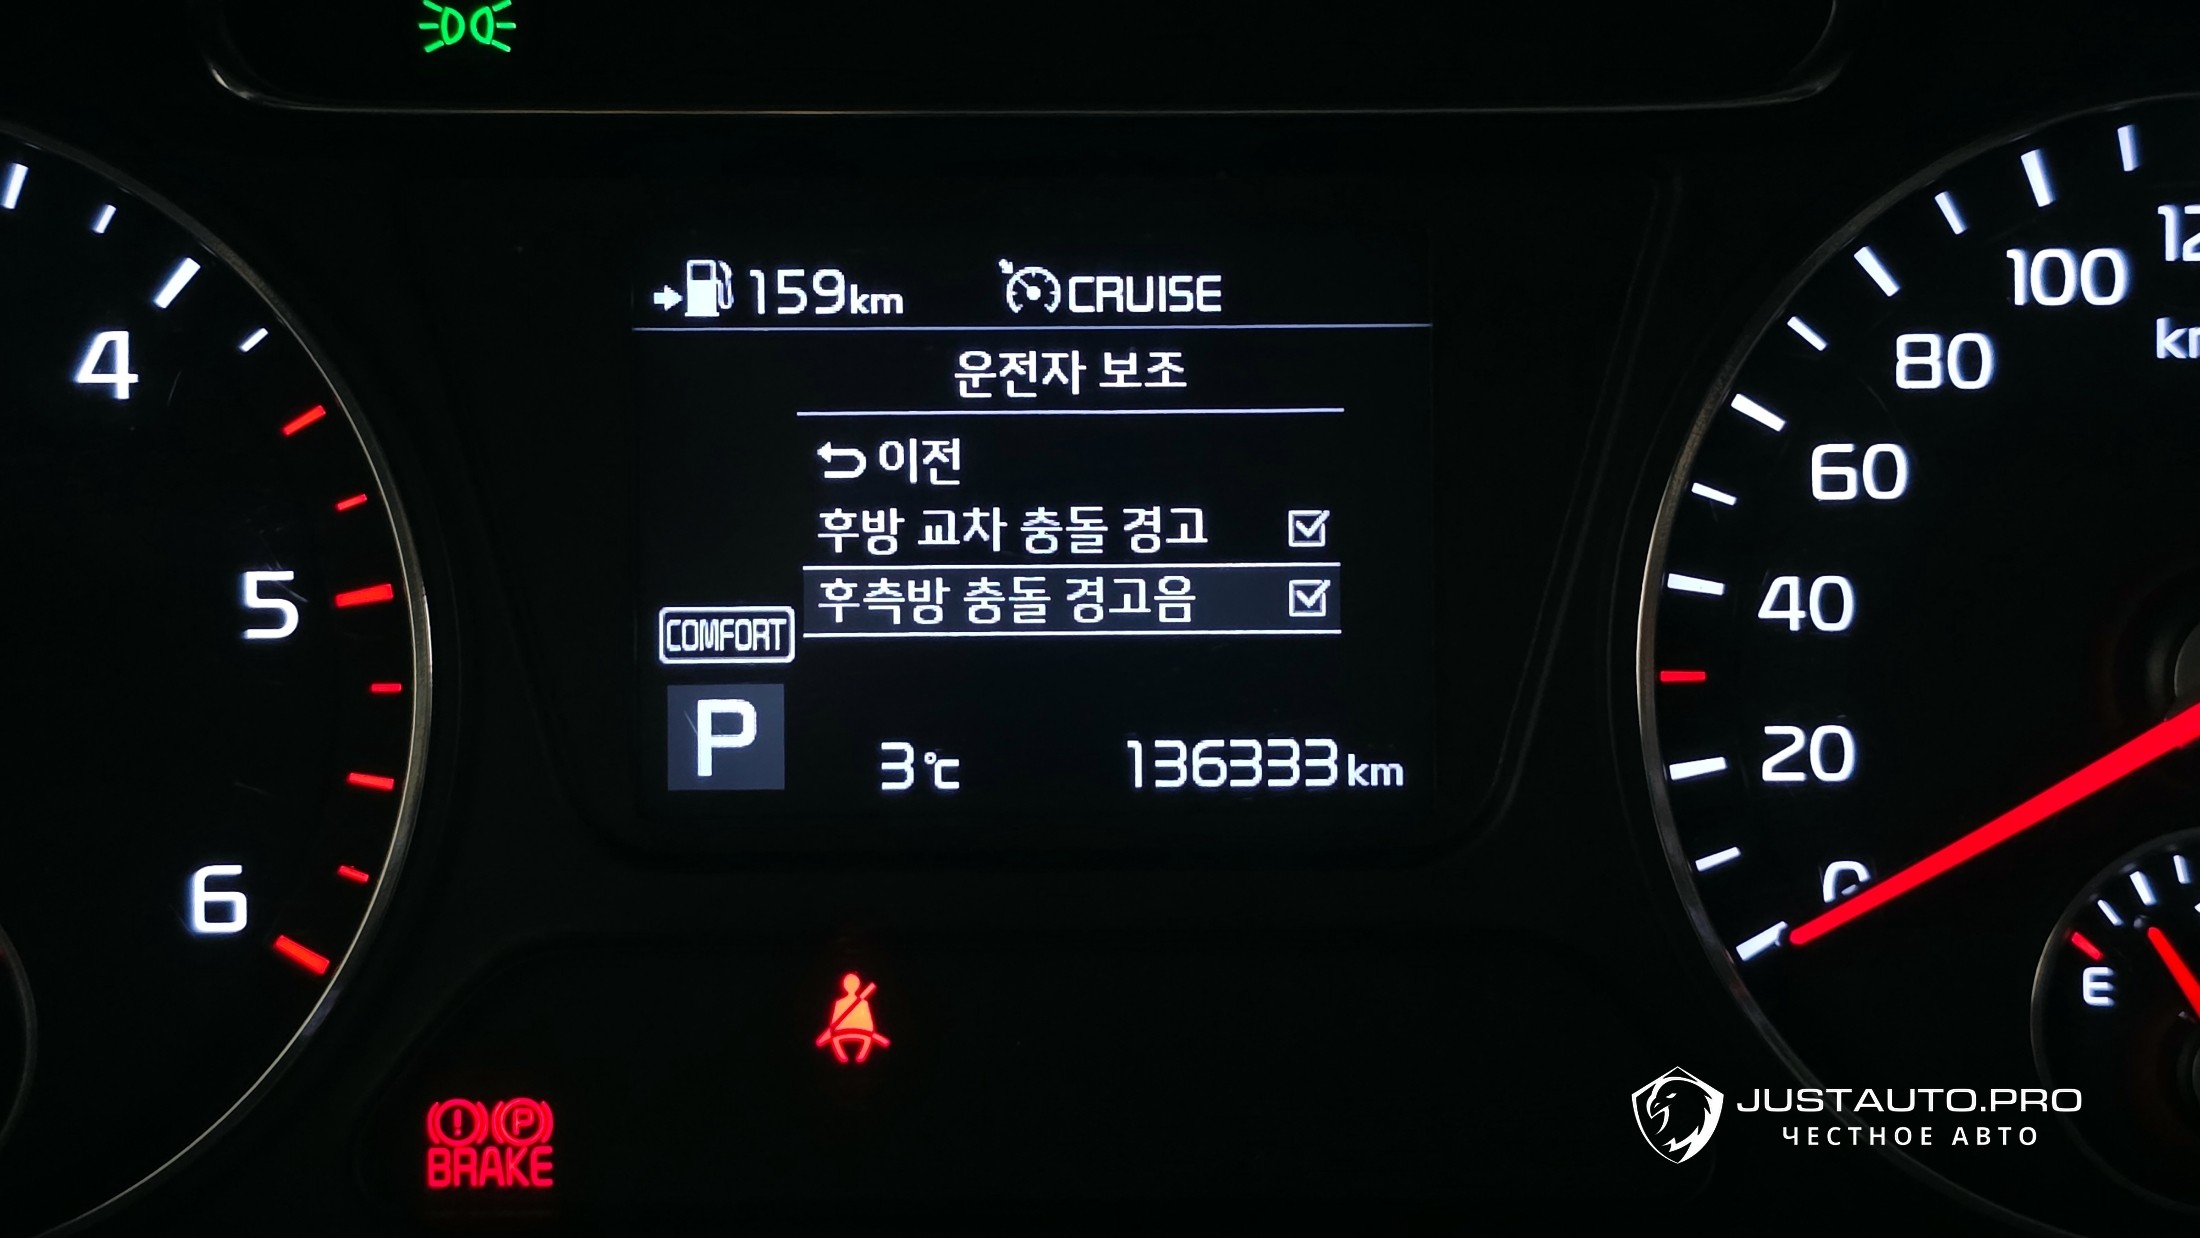 159km CRUISE
운전자 보조
이전
후방 교차 충돌 경고
후측방 충돌 경고음
COMFORT
P
3℃ 136333km
4
5
6
100
km
80
60
40
20
0
E
P
BRAKE
JUSTAUTO.PRO
ЧЕСТНОЕ АВТО